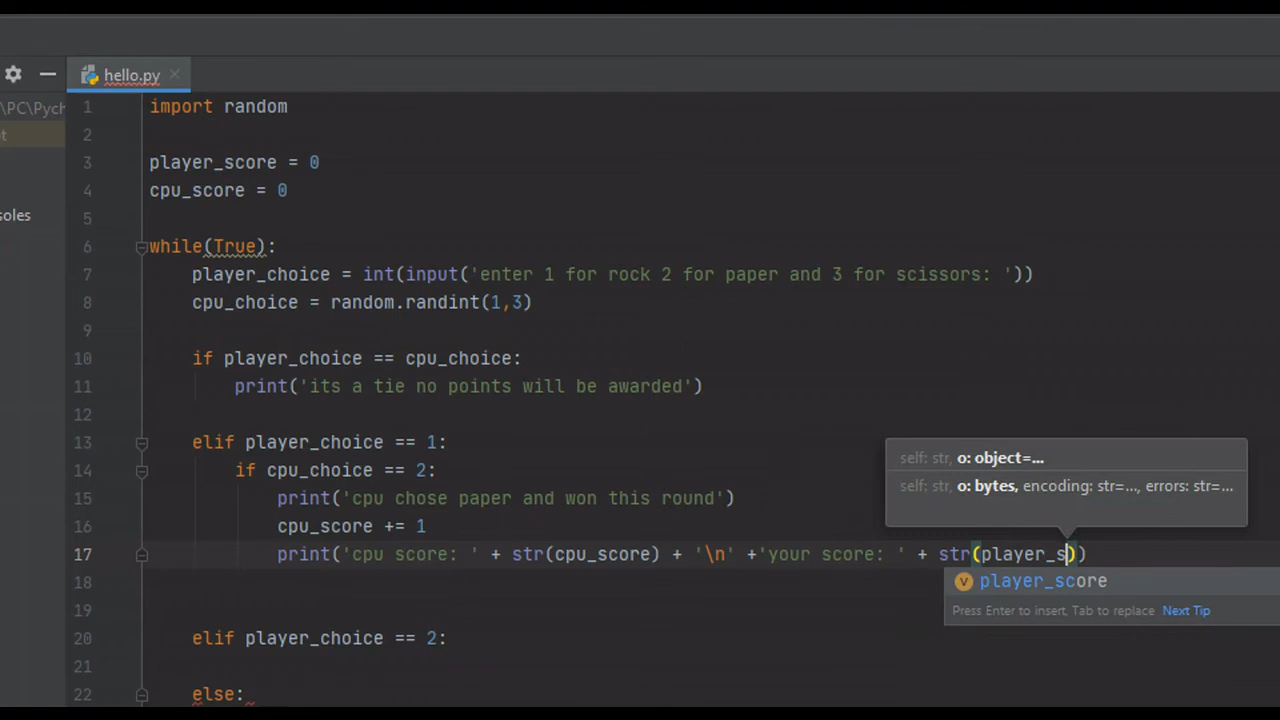 hello.py
\PC\Pych
1 import random
t
2
3 player_score = 0
4 cpu_score = 0
5
soles
6 while(True):
7 player_choice = int(input('enter 1 for rock 2 for paper and 3 for scissors: '))
8 cpu_choice = random.randint(1,3)
9
10 if player_choice == cpu_choice:
11 print('its a tie no points will be awarded')
12
13 elif player_choice == 1:
self: str, o: object=...
14 if cpu_choice == 2:
self: str, o: bytes, encoding: str=..., errors: str=...
15 print('cpu chose paper and won this round')
16 cpu_score += 1
17 print('cpu score: ' + str(cpu_score) + '\n' +'your score: ' + str(player_s))
18
v player_score
19
Press Enter to insert, Tab to replace Next Tip
20 elif player_choice == 2:
21
22 else: